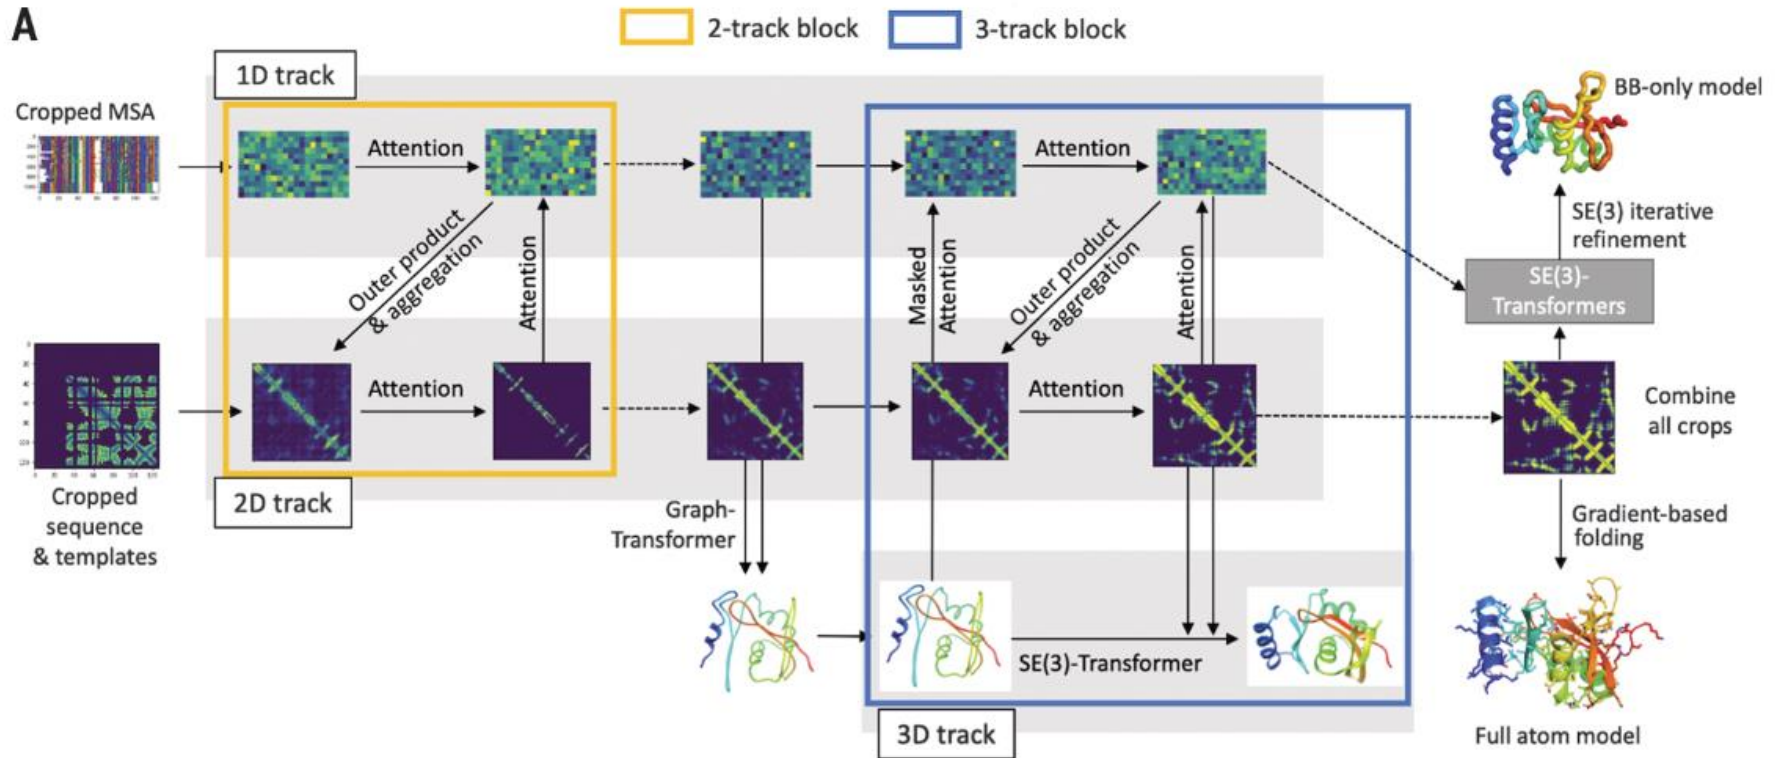 A
2-track block
3-track block
1D track
Cropped MSA
Attention
Attention
BB-only model
Outer product
& aggregation
Attention
Masked
Attention
Outer product
& aggregation
Attention
SE(3) iterative
refinement
SE(3)-
Transformers
Attention
Attention
Combine
all crops
Cropped
sequence
& templates
2D track
Graph-
Transformer
Gradient-based
folding
SE(3)-Transformer
3D track
Full atom model